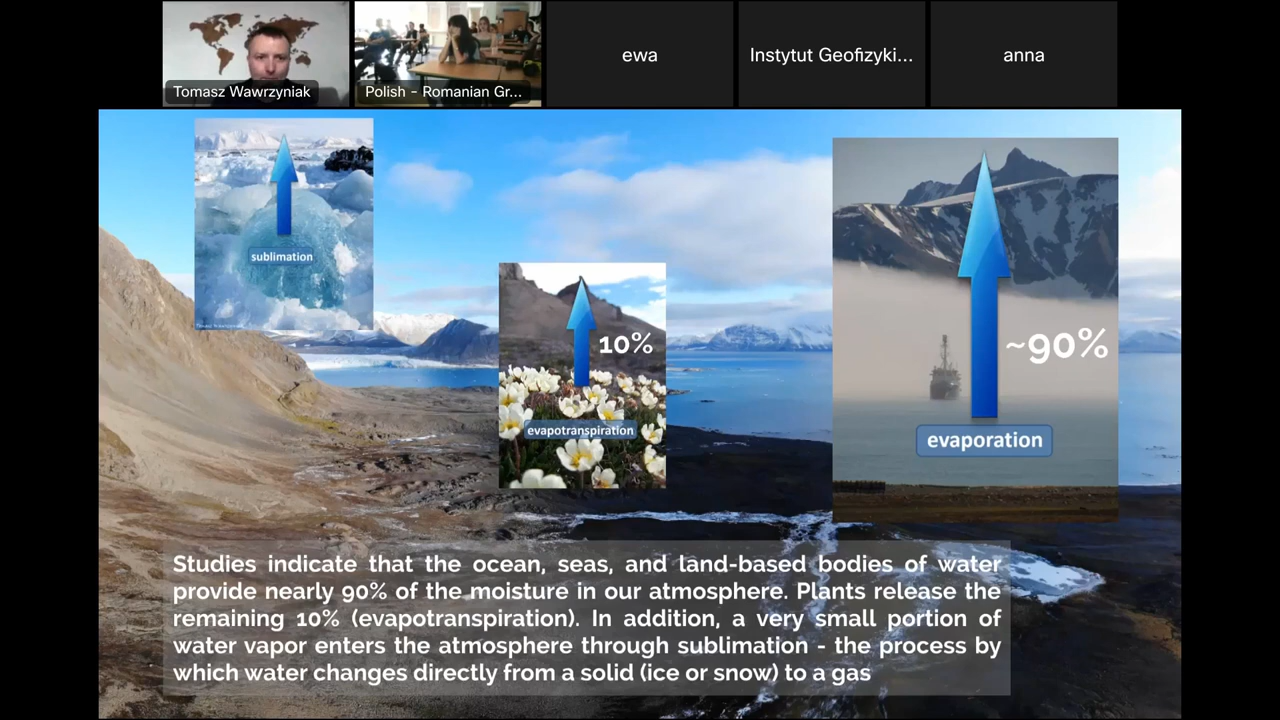 Tomasz Wawrzyniak
Polish - Romanian Gr...
ewa
Instytut Geofizyki...
anna
sublimation
10%
evapotranspiration
~90%
evaporation
Studies indicate that the ocean, seas, and land-based bodies of water
provide nearly 90% of the moisture in our atmosphere. Plants release the
remaining 10% (evapotranspiration). In addition, a very small portion of
water vapor enters the atmosphere through sublimation - the process by
which water changes directly from a solid (ice or snow) to a gas